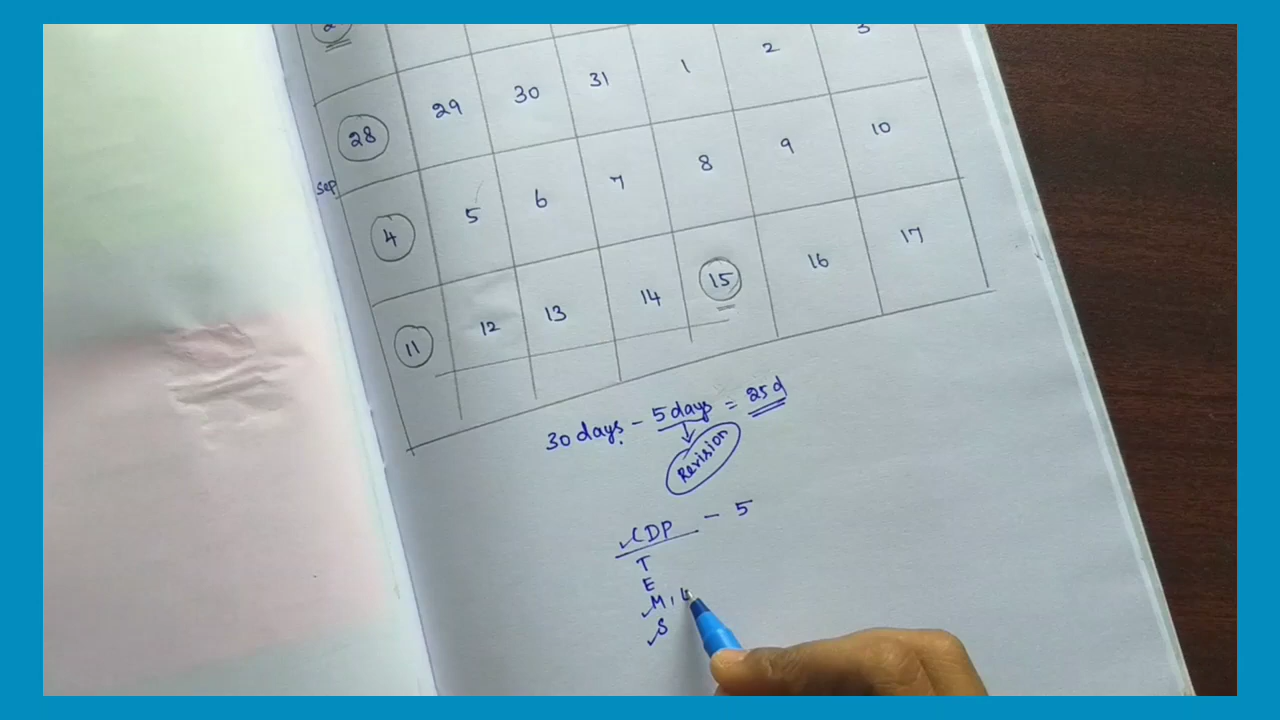 29 30 31 1 2 3
28
Sep
4 5 6 7 8 9 10
11 12 13 14 15 16 17
30 days - 5 days = 25d
Revision
CDP - 5
T
E
M,
S